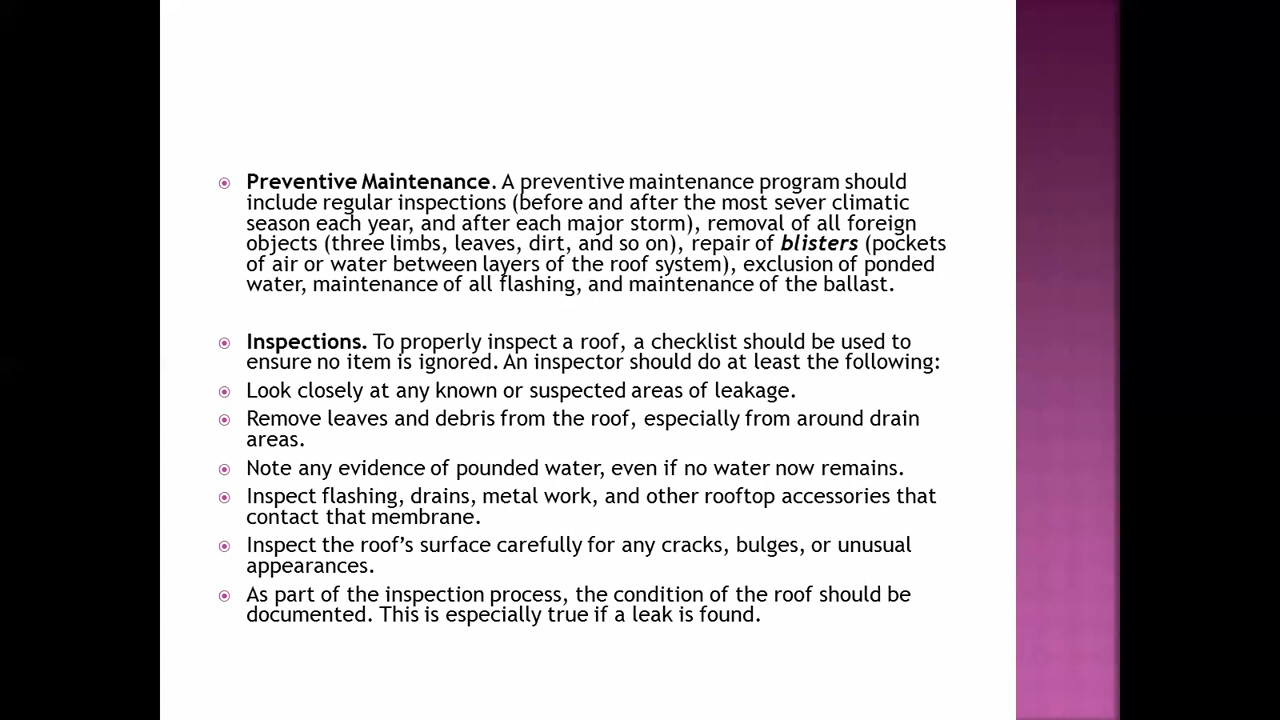 Preventive Maintenance. A preventive maintenance program should
include regular inspections (before and after the most sever climatic
season each year, and after each major storm), removal of all foreign
objects (three limbs, leaves, dirt, and so on), repair of blisters (pockets
of air or water between layers of the roof system), exclusion of ponded
water, maintenance of all flashing, and maintenance of the ballast.
Inspections. To properly inspect a roof, a checklist should be used to
ensure no item is ignored. An inspector should do at least the following:
Look closely at any known or suspected areas of leakage.
Remove leaves and debris from the roof, especially from around drain
areas.
Note any evidence of pounded water, even if no water now remains.
Inspect flashing, drains, metal work, and other rooftop accessories that
contact that membrane.
Inspect the roof’s surface carefully for any cracks, bulges, or unusual
appearances.
As part of the inspection process, the condition of the roof should be
documented. This is especially true if a leak is found.